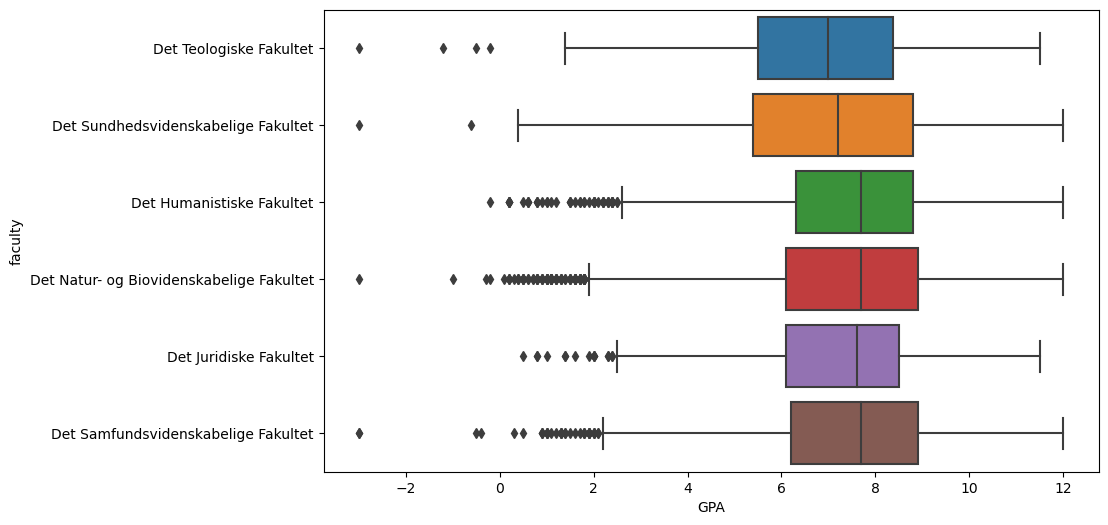 Det Teologiske Fakultet
Det Sundhedsvidenskabelige Fakultet
Det Humanistiske Fakultet
Det Natur- og Biovidenskabelige Fakultet
Det Juridiske Fakultet
Det Samfundsvidenskabelige Fakultet
faculty
−2 0 2 4 6 8 10 12
GPA